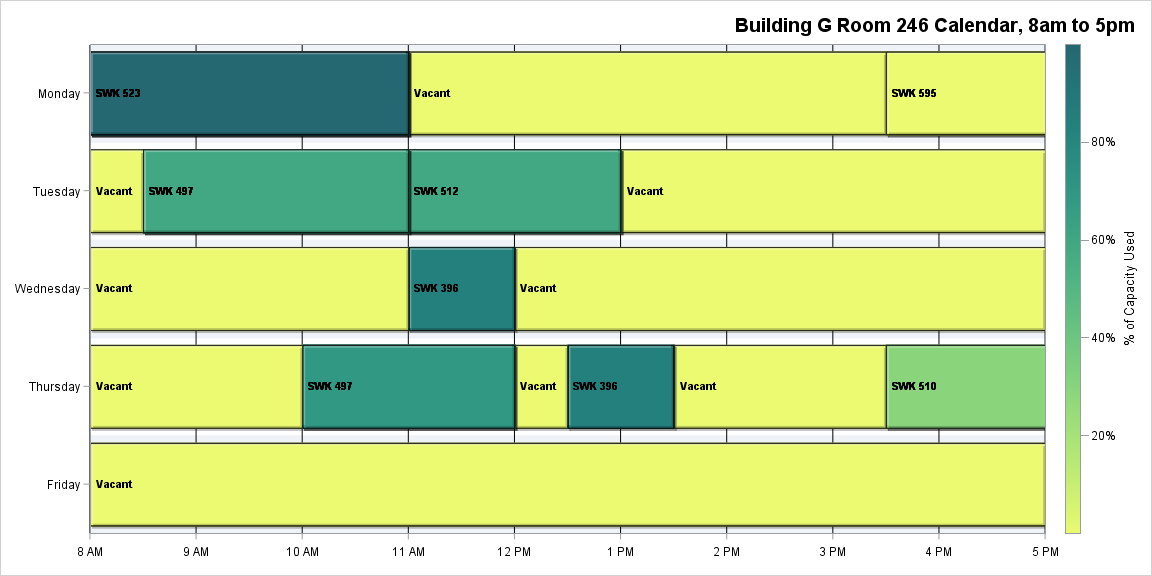 Building G Room 246 Calendar, 8am to 5pm
Monday
SWK 523
Vacant
SWK 595
Tuesday
Vacant
SWK 497
SWK 512
Vacant
Wednesday
Vacant
SWK 396
Vacant
Thursday
Vacant
SWK 497
Vacant
SWK 396
Vacant
SWK 510
Friday
Vacant
8 AM
9 AM
10 AM
11 AM
12 PM
1 PM
2 PM
3 PM
4 PM
5 PM
80%
60%
40%
20%
% of Capacity Used